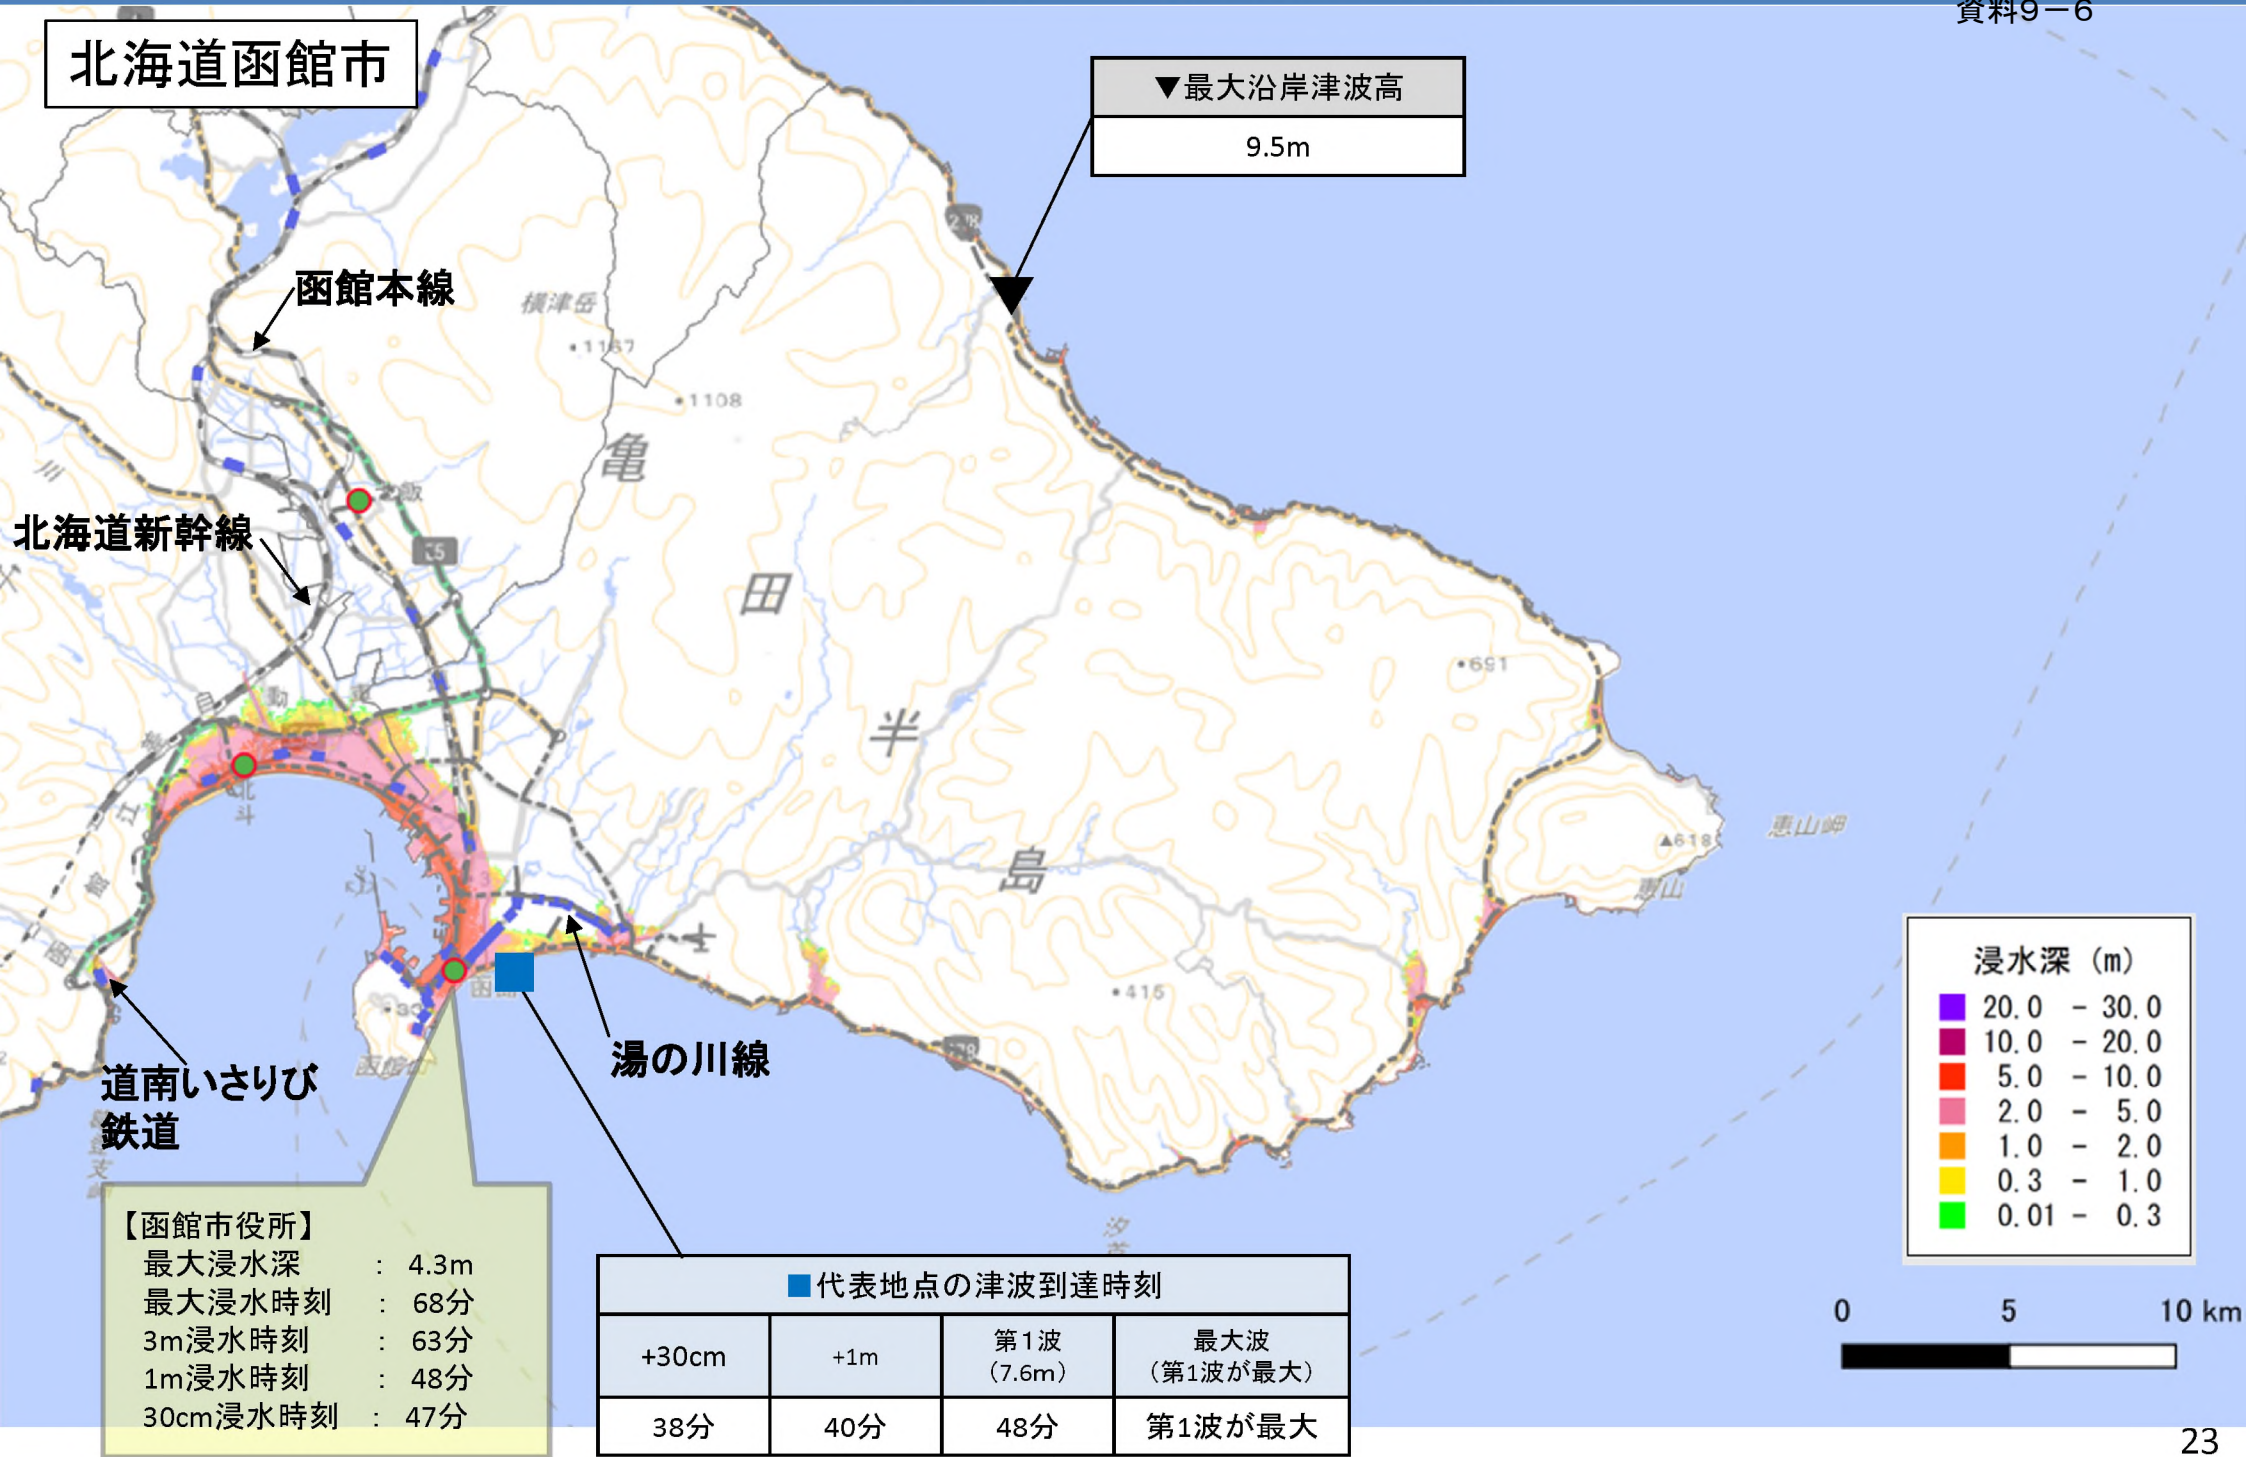 資料9－6
北海道函館市
▼最大沿岸津波高
9.5m
函館本線
横津岳
1167
1108
亀
北海道新幹線
田
691
半
島
恵山岬
618
恵山
北
斗
415
湯の川線
道南いさりび
鉄道
浸水深（m）
20.0 － 30.0
10.0 － 20.0
5.0 － 10.0
2.0 － 5.0
1.0 － 2.0
0.3 － 1.0
0.01 － 0.3
【函館市役所】
最大浸水深 ： 4.3m
最大浸水時刻 ： 68分
3m浸水時刻 ： 63分
1m浸水時刻 ： 48分
30cm浸水時刻 ： 47分
■代表地点の津波到達時刻
+30cm +1m 第1波（7.6m） 最大波（第1波が最大）
38分 40分 48分 第1波が最大
0 5 10 km
23